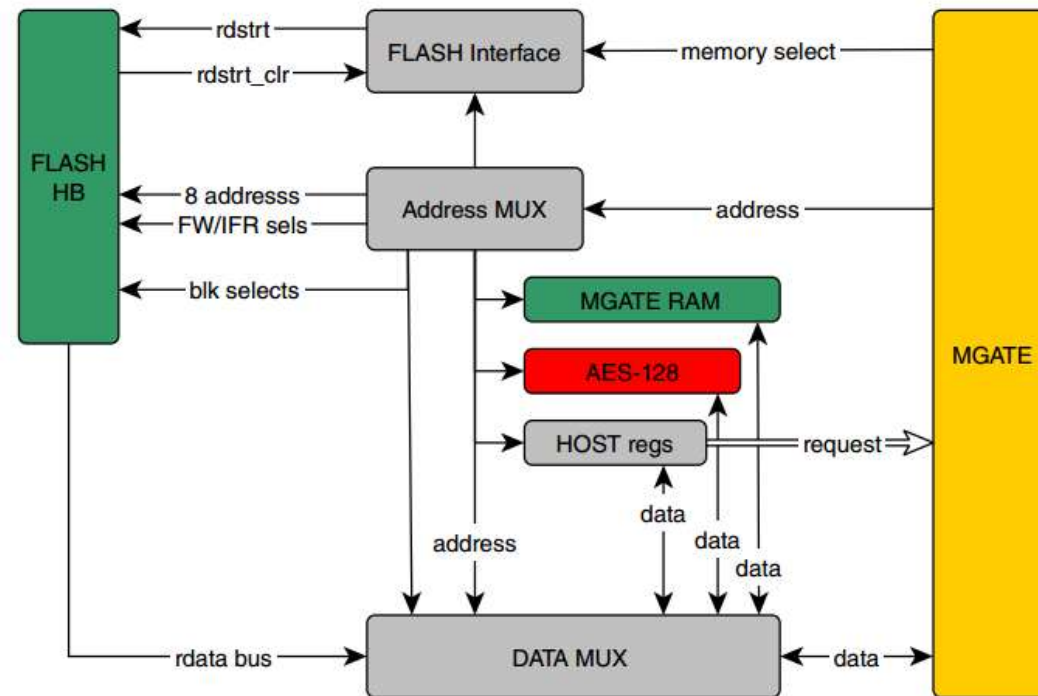 rdstrt
FLASH Interface
memory select
rdstrt_clr
FLASH
HB
8 addresss
Address MUX
address
FW/IFR sels
blk selects
MGATE RAM
MGATE
AES-128
HOST regs
request
data
address
data
data
rdata bus
DATA MUX
data